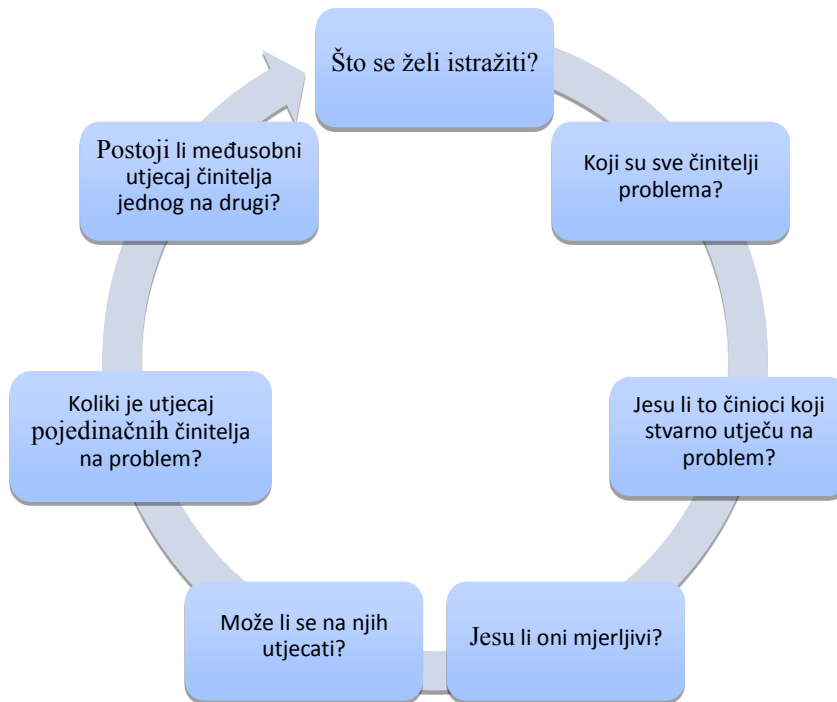 Što se želi istražiti?
Koji su sve činitelji
problema?
Jesu li to činioci koji
stvarno utječu na
problem?
Jesu li oni mjerljivi?
Može li se na njih
utjecati?
Koliki je utjecaj
pojedinačnih činitelja
na problem?
Postoji li međusobni
utjecaj činitelja
jednog na drugi?